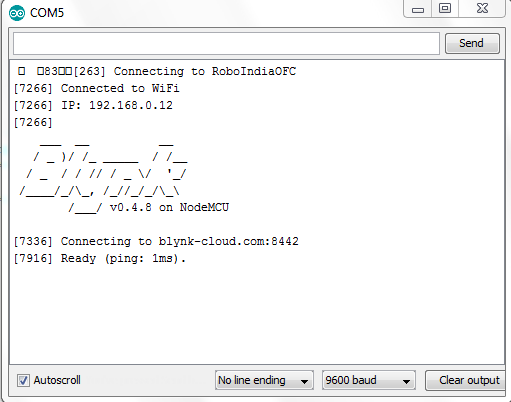 COM5
Send
83[263] Connecting to RoboIndiaOFC
[7266] Connected to WiFi
[7266] IP: 192.168.0.12
[7266]
    ___  __          __
   / _ )/ /_ _____  / /__
  / _  / / // / _ \/  '_/
 /____/_/\_, /_//_/_/\_\
        /___/ v0.4.8 on NodeMCU
[7336] Connecting to blynk-cloud.com:8442
[7916] Ready (ping: 1ms).
Autoscroll No line ending 9600 baud Clear output